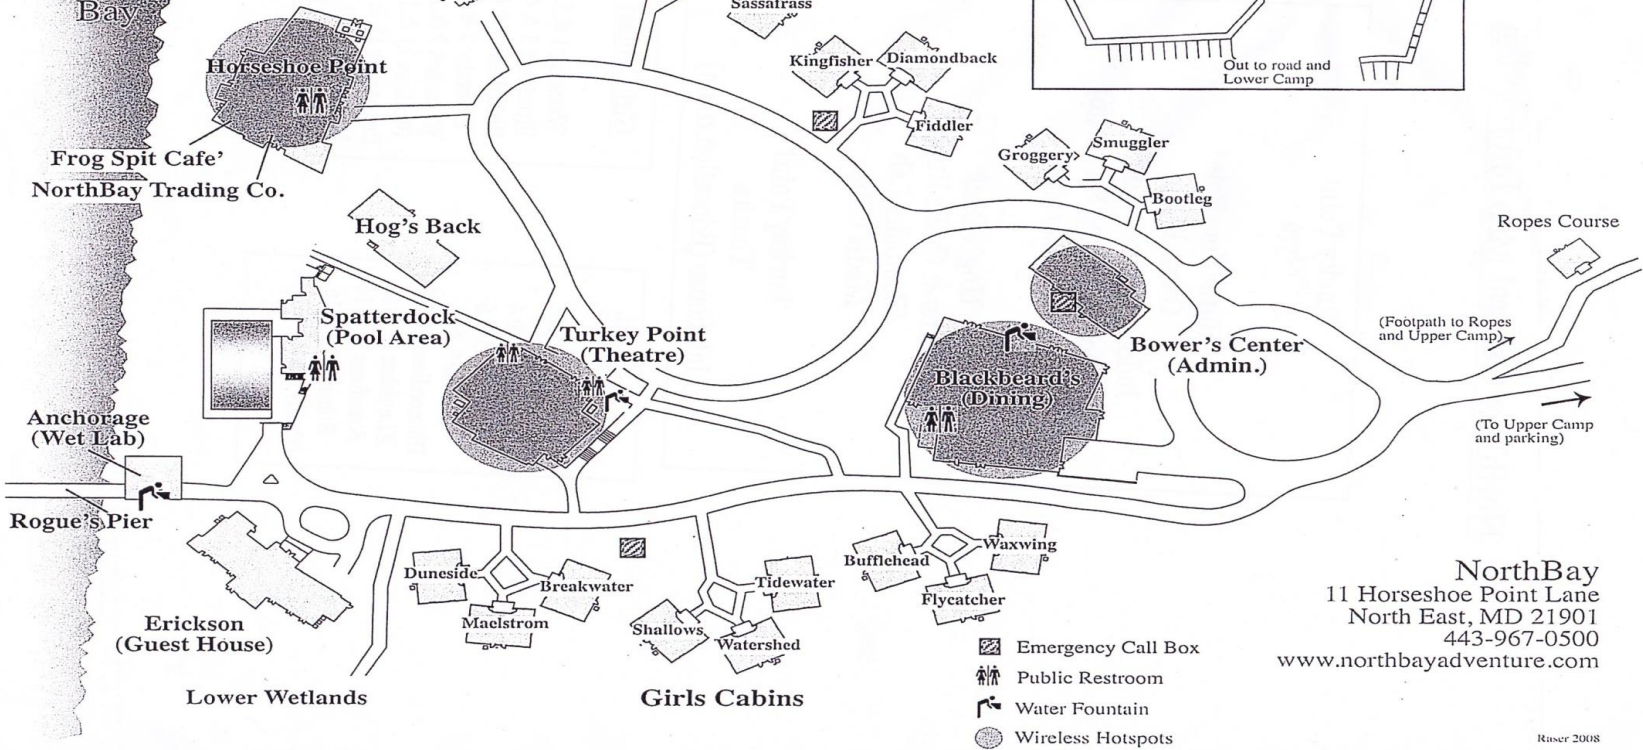 Bay
Sassafrass
Out to road and
Lower Camp
Kingfisher
Diamondback
Fiddler
Horseshoe Point
Frog Spit Cafe'
NorthBay Trading Co.
Groggery
Smuggler
Bootleg
Hog's Back
Ropes Course
Spatterdock
(Pool Area)
Turkey Point
(Theatre)
(Footpath to Ropes
and Upper Camp)
Bower's Center
(Admin.)
Blackbeard's
(Dining)
Anchorage
(Wet Lab)
(To Upper Camp
and parking)
Rogue's Pier
Duneside
Breakwater
Maelstrom
Tidewater
Shallows
Watershed
Bufflehead
Waxwing
Flycatcher
Erickson
(Guest House)
Lower Wetlands
Girls Cabins
Emergency Call Box
Public Restroom
Water Fountain
Wireless Hotspots
NorthBay
11 Horseshoe Point Lane
North East, MD 21901
443-967-0500
www.northbayadventure.com
Raser 2008